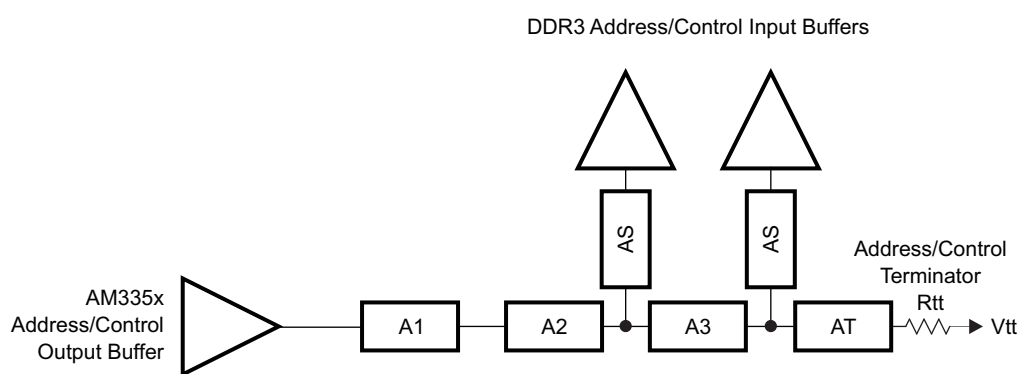 DDR3 Address/Control Input Buffers
AS
AS
Address/Control
Terminator
Rtt
AM335x
Address/Control
Output Buffer
A1
A2
A3
AT
Vtt